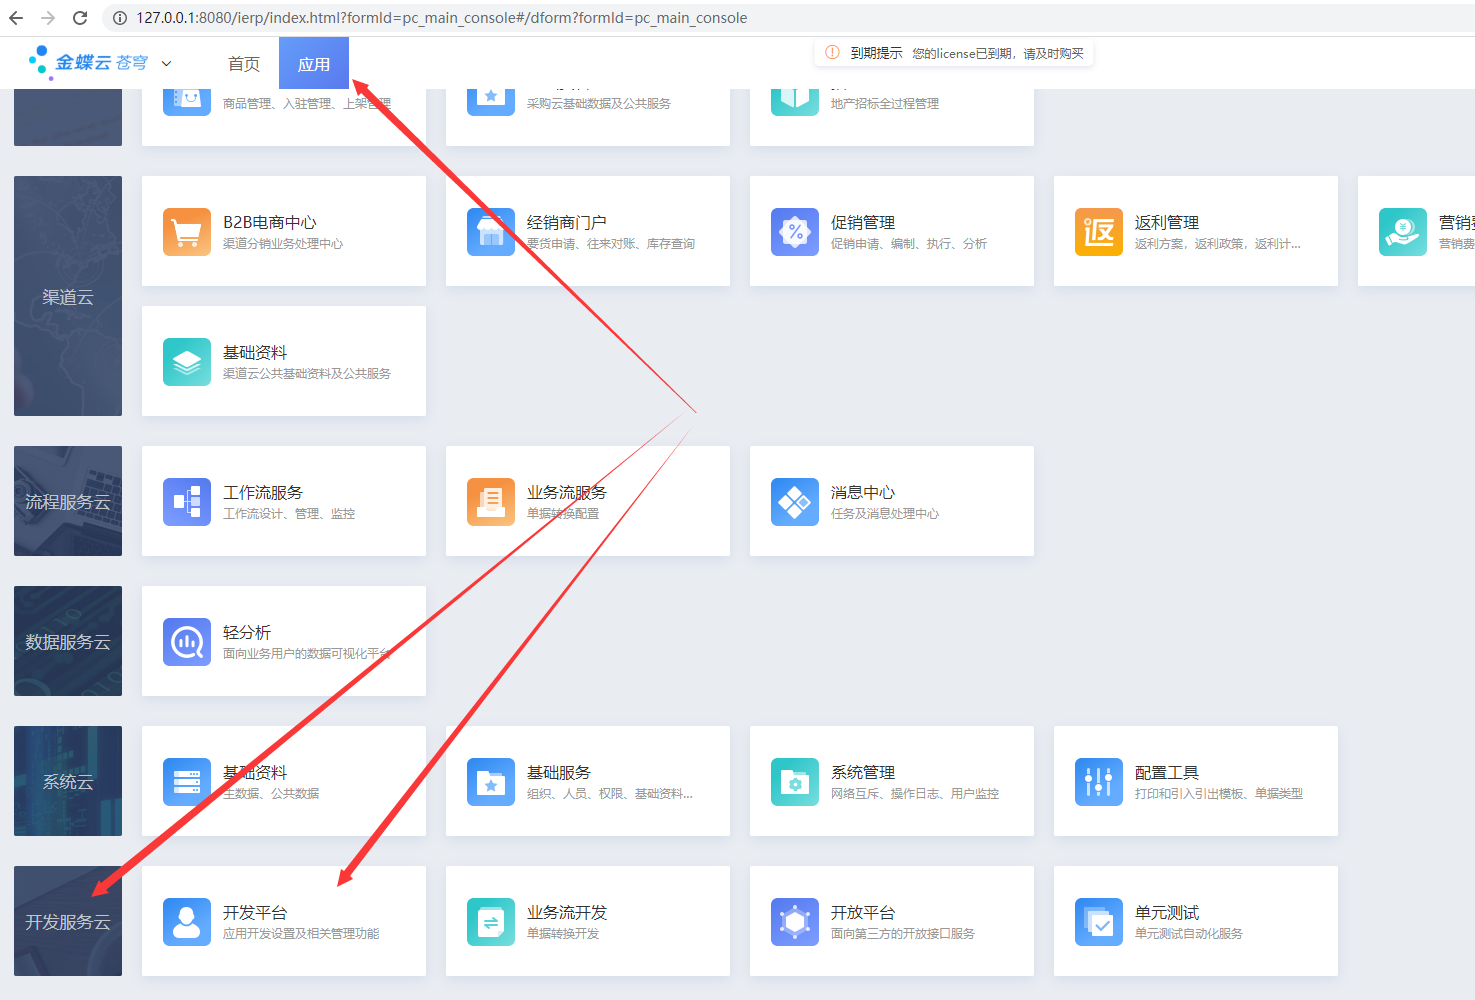 127.0.0.1:8080/ierp/index.html?formId=pc_main_console#/dform?formId=pc_main_console
金蝶云 苍穹
首页
应用
到期提示 您的license已到期，请及时购买
商品管理、入驻管理、上架管理
采购云基础数据及公共服务
地产招标全过程管理
渠道云
B2B电商中心
渠道分销业务处理中心
经销商门户
要货申请、往来对账、库存查询
促销管理
促销申请、编制、执行、分析
返利管理
返利方案，返利政策，返利计...
营销
营销费
基础资料
渠道云公共基础资料及公共服务
流程服务云
工作流服务
工作流设计、管理、监控
业务流服务
单据转换配置
消息中心
任务及消息处理中心
数据服务云
轻分析
面向业务用户的数据可视化平台
系统云
基础资料
主数据、公共数据
基础服务
组织、人员、权限、基础资料...
系统管理
网络互斥、操作日志、用户监控
配置工具
打印和引入引出模板、单据类型
开发服务云
开发平台
应用开发设置及相关管理功能
业务流开发
单据转换开发
开放平台
面向第三方的开放接口服务
单元测试
单元测试自动化服务